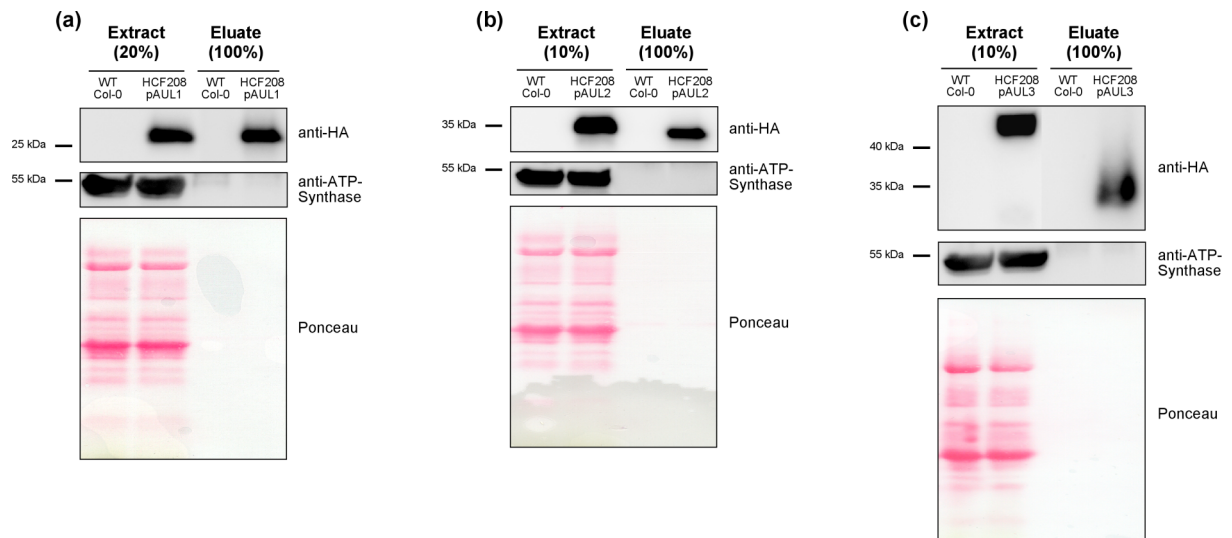 (a)
Extract
(20%)
Eluate
(100%)
WT
Col-0
HCF208
pAUL1
WT
Col-0
HCF208
pAUL1
25 kDa
anti-HA
55 kDa
anti-ATP-
Synthase
Ponceau
(b)
Extract
(10%)
Eluate
(100%)
WT
Col-0
HCF208
pAUL2
WT
Col-0
HCF208
pAUL2
35 kDa
anti-HA
55 kDa
anti-ATP-
Synthase
Ponceau
(c)
Extract
(10%)
Eluate
(100%)
WT
Col-0
HCF208
pAUL3
WT
Col-0
HCF208
pAUL3
40 kDa
anti-HA
35 kDa
55 kDa
anti-ATP-
Synthase
Ponceau